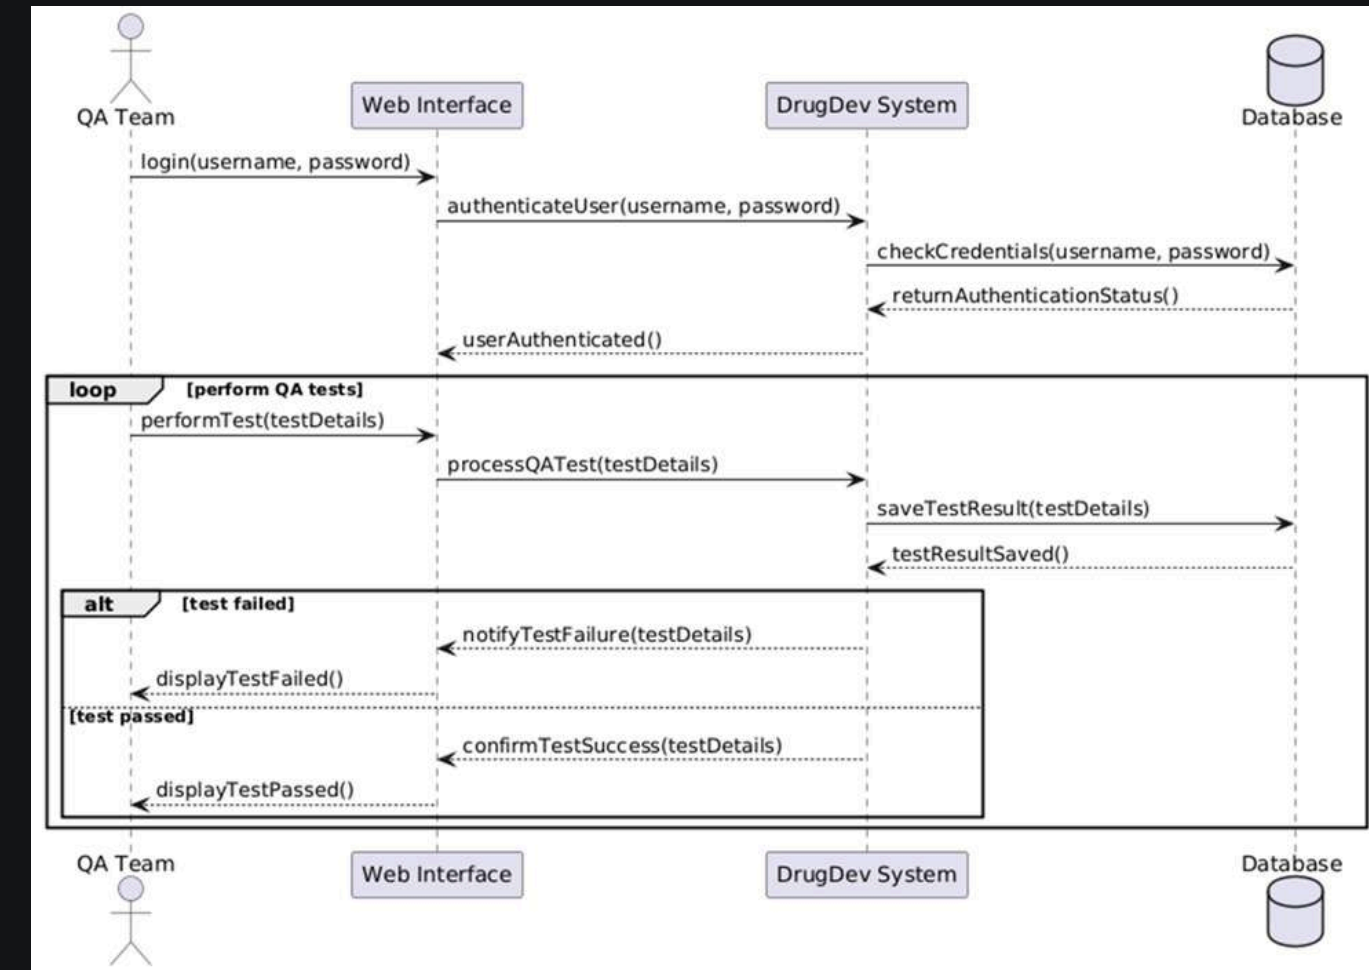 QA Team
Web Interface
DrugDev System
Database
login(username, password)
authenticateUser(username, password)
checkCredentials(username, password)
returnAuthenticationStatus()
userAuthenticated()
loop [perform QA tests]
performTest(testDetails)
processQATest(testDetails)
saveTestResult(testDetails)
testResultSaved()
alt [test failed]
notifyTestFailure(testDetails)
displayTestFailed()
[test passed]
confirmTestSuccess(testDetails)
displayTestPassed()
QA Team
Web Interface
DrugDev System
Database